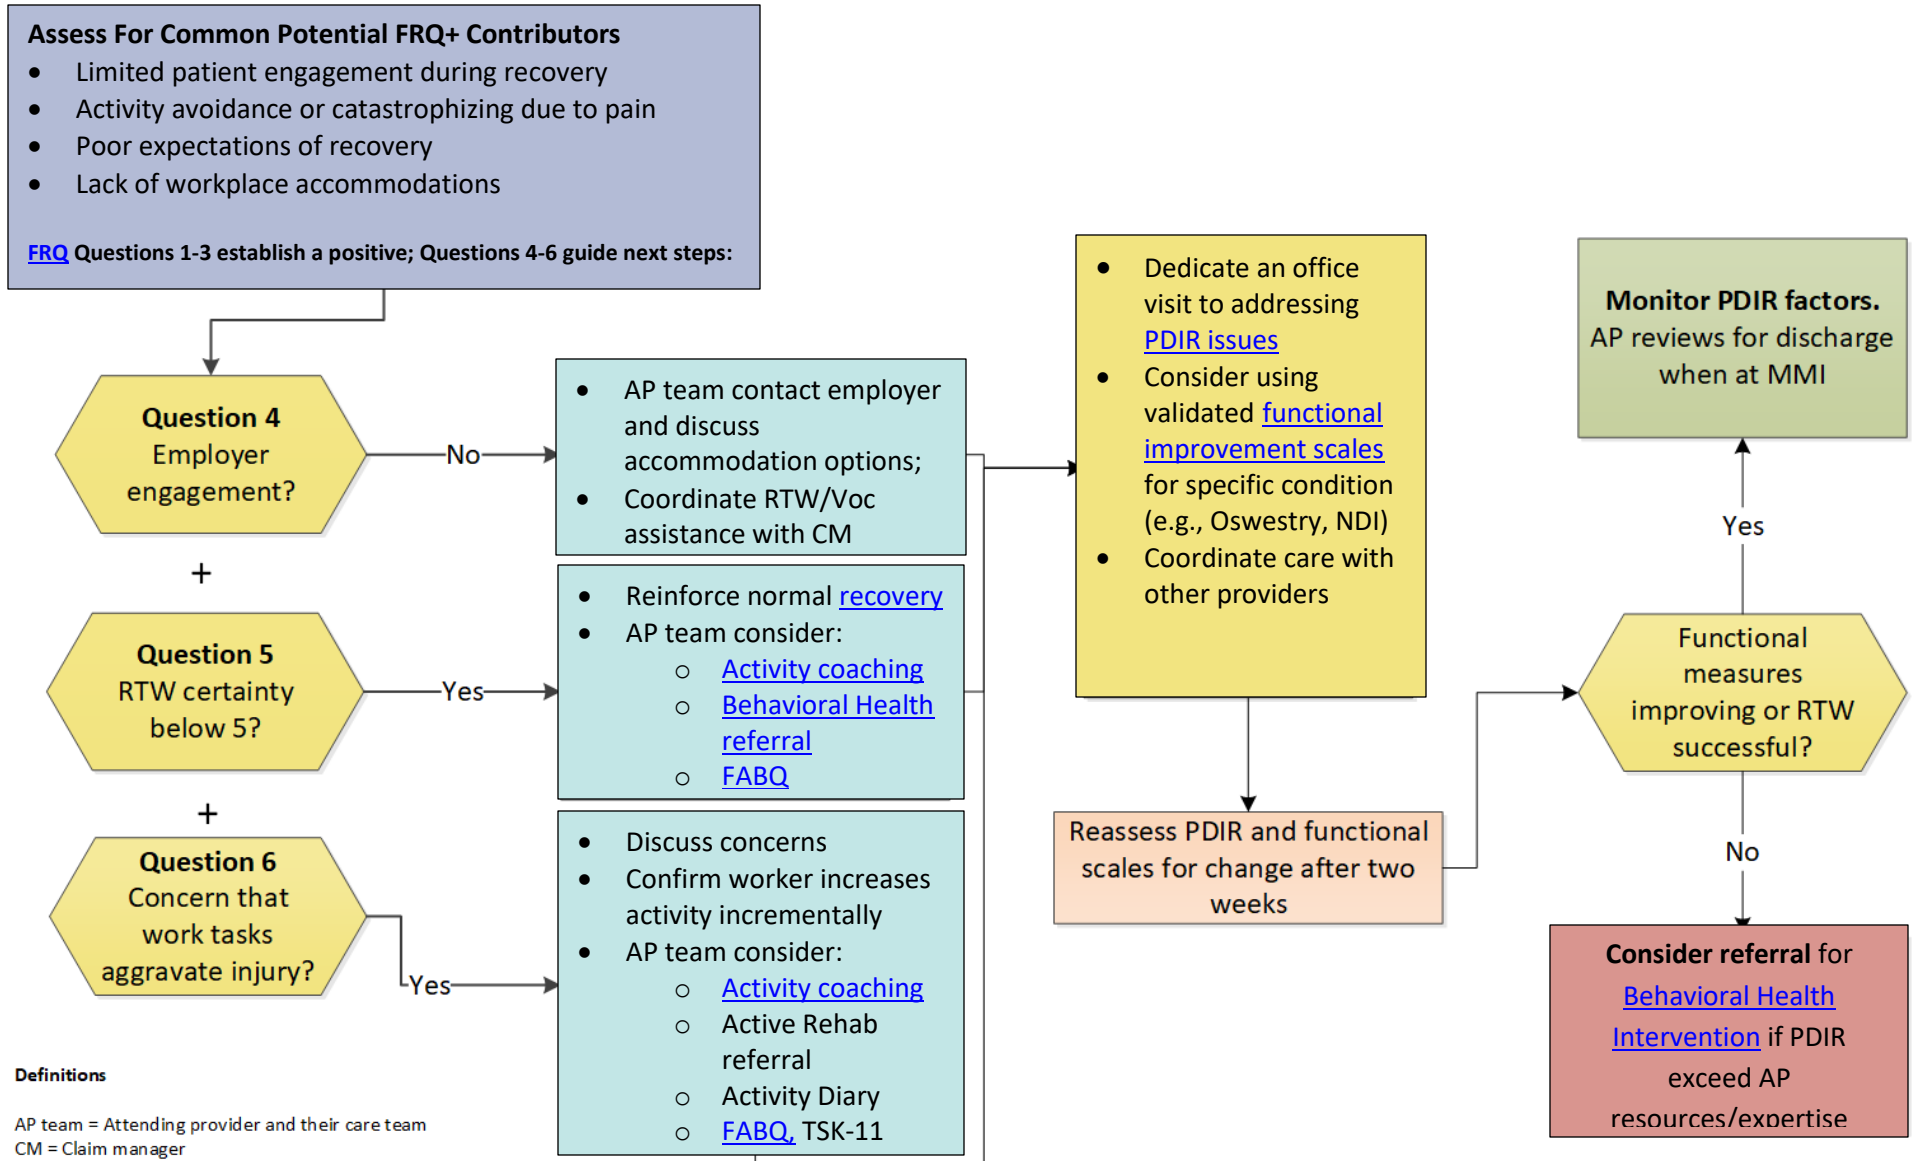 Assess For Common Potential FRQ+ Contributors
• Limited patient engagement during recovery
• Activity avoidance or catastrophizing due to pain
• Poor expectations of recovery
• Lack of workplace accommodations
FRQ Questions 1-3 establish a positive; Questions 4-6 guide next steps:
Question 4
Employer
engagement?
No
• AP team contact employer
and discuss
accommodation options;
• Coordinate RTW/Voc
assistance with CM
+
Question 5
RTW certainty
below 5?
Yes
• Reinforce normal recovery
• AP team consider:
o Activity coaching
o Behavioral Health
referral
o FABQ
+
Question 6
Concern that
work tasks
aggravate injury?
Yes
• Discuss concerns
• Confirm worker increases
activity incrementally
• AP team consider:
o Activity coaching
o Active Rehab
referral
o Activity Diary
o FABQ, TSK-11
• Dedicate an office
visit to addressing
PDIR issues
• Consider using
validated functional
improvement scales
for specific condition
(e.g., Oswestry, NDI)
• Coordinate care with
other providers
Reassess PDIR and functional
scales for change after two
weeks
Functional
measures
improving or RTW
successful?
Yes
Monitor PDIR factors.
AP reviews for discharge
when at MMI
No
Consider referral for
Behavioral Health
Intervention if PDIR
exceed AP
resources/expertise
Definitions
AP team = Attending provider and their care team
CM = Claim manager